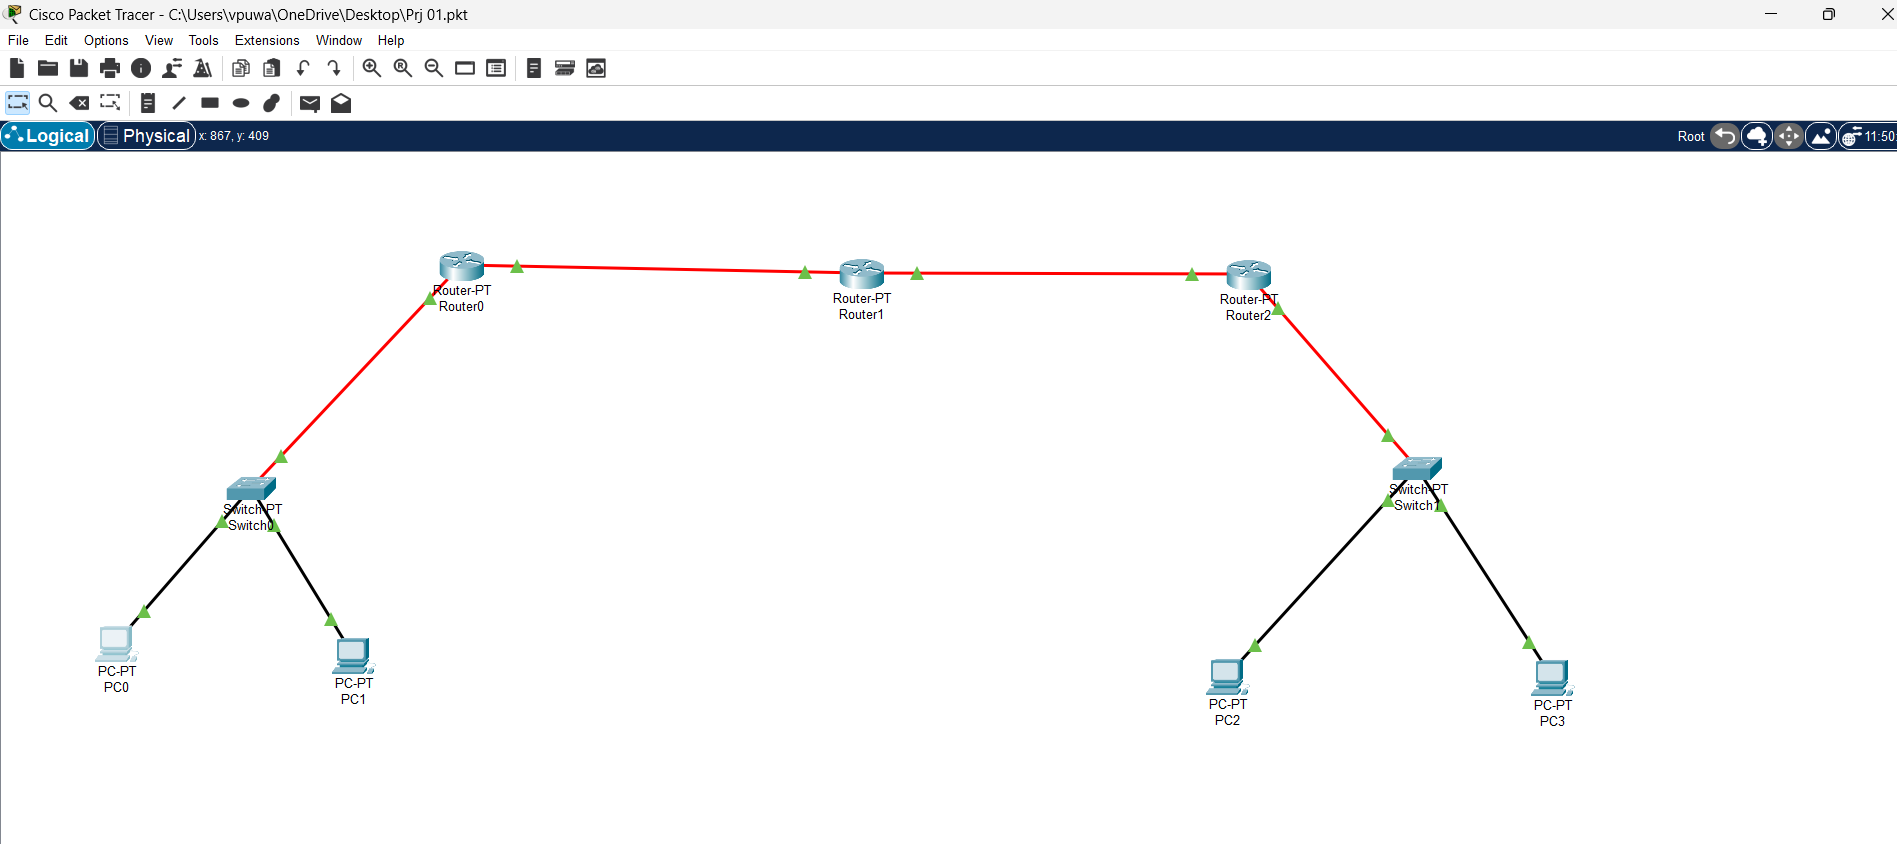 Cisco Packet Tracer - C:\Users\vpuwa\OneDrive\Desktop\Prj 01.pkt
File Edit Options View Tools Extensions Window Help
Logical Physical x: 867, y: 409 Root 11:50:
Router-PT
Router0
Router-PT
Router1
Router-PT
Router2
Switch-PT
Switch0
Switch-PT
Switch1
PC-PT
PC0
PC-PT
PC1
PC-PT
PC2
PC-PT
PC3